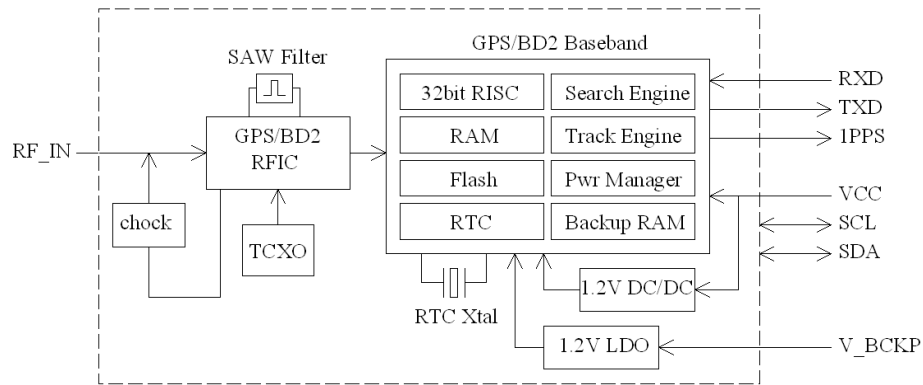 SAW Filter
GPS/BD2 Baseband
32bit RISC
Search Engine
RXD
TXD
GPS/BD2
RFIC
RAM
Track Engine
1PPS
RF_IN
Flash
Pwr Manager
VCC
chock
RTC
Backup RAM
SCL
TCXO
SDA
1.2V DC/DC
RTC Xtal
1.2V LDO
V_BCKP